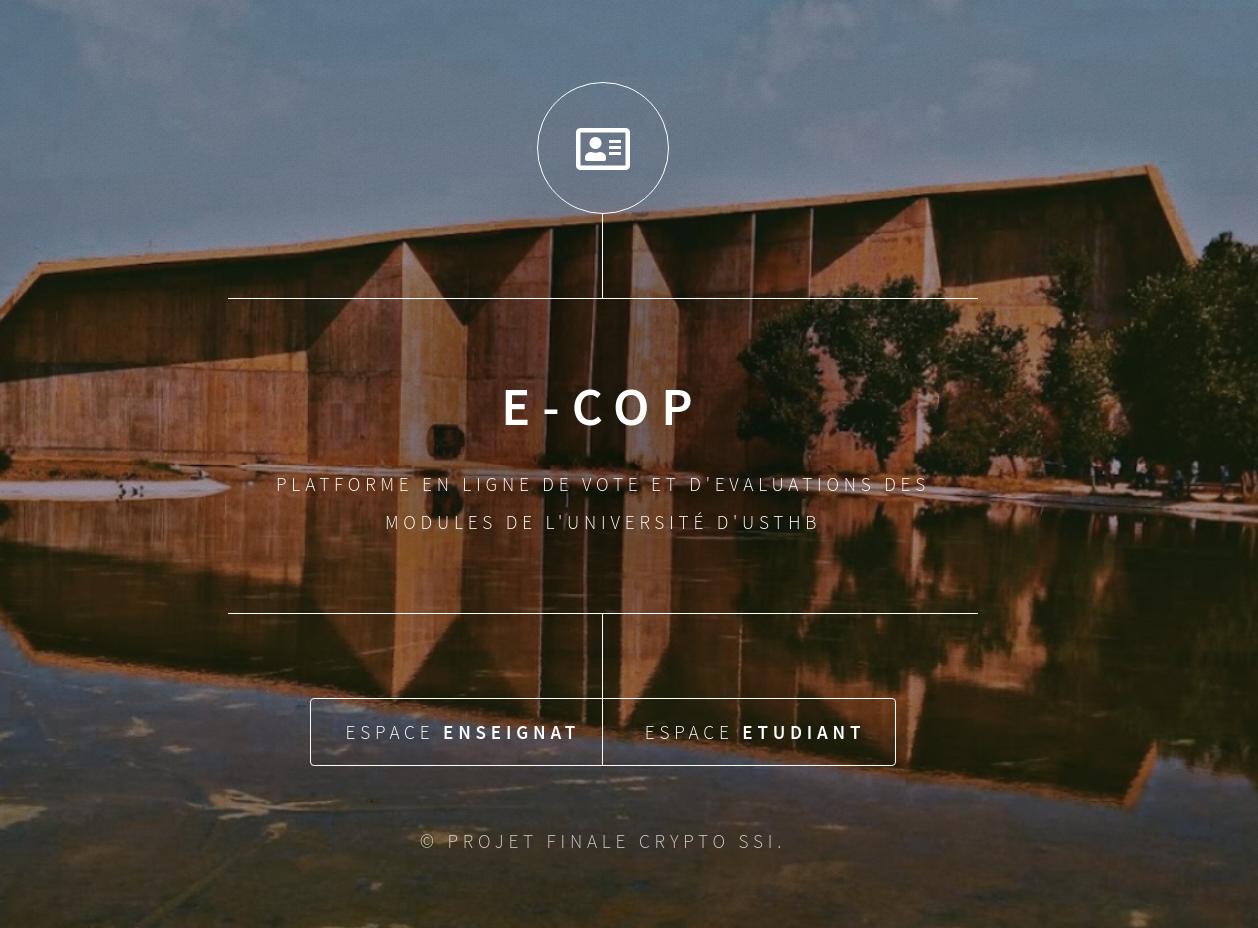 E-COP
PLATFORME EN LIGNE DE VOTE ET D'EVALUATIONS DES
MODULES DE L'UNIVERSITÉ D'USTHB
ESPACE ENSEIGNAT
ESPACE ETUDIANT
© PROJET FINALE CRYPTO SSI.